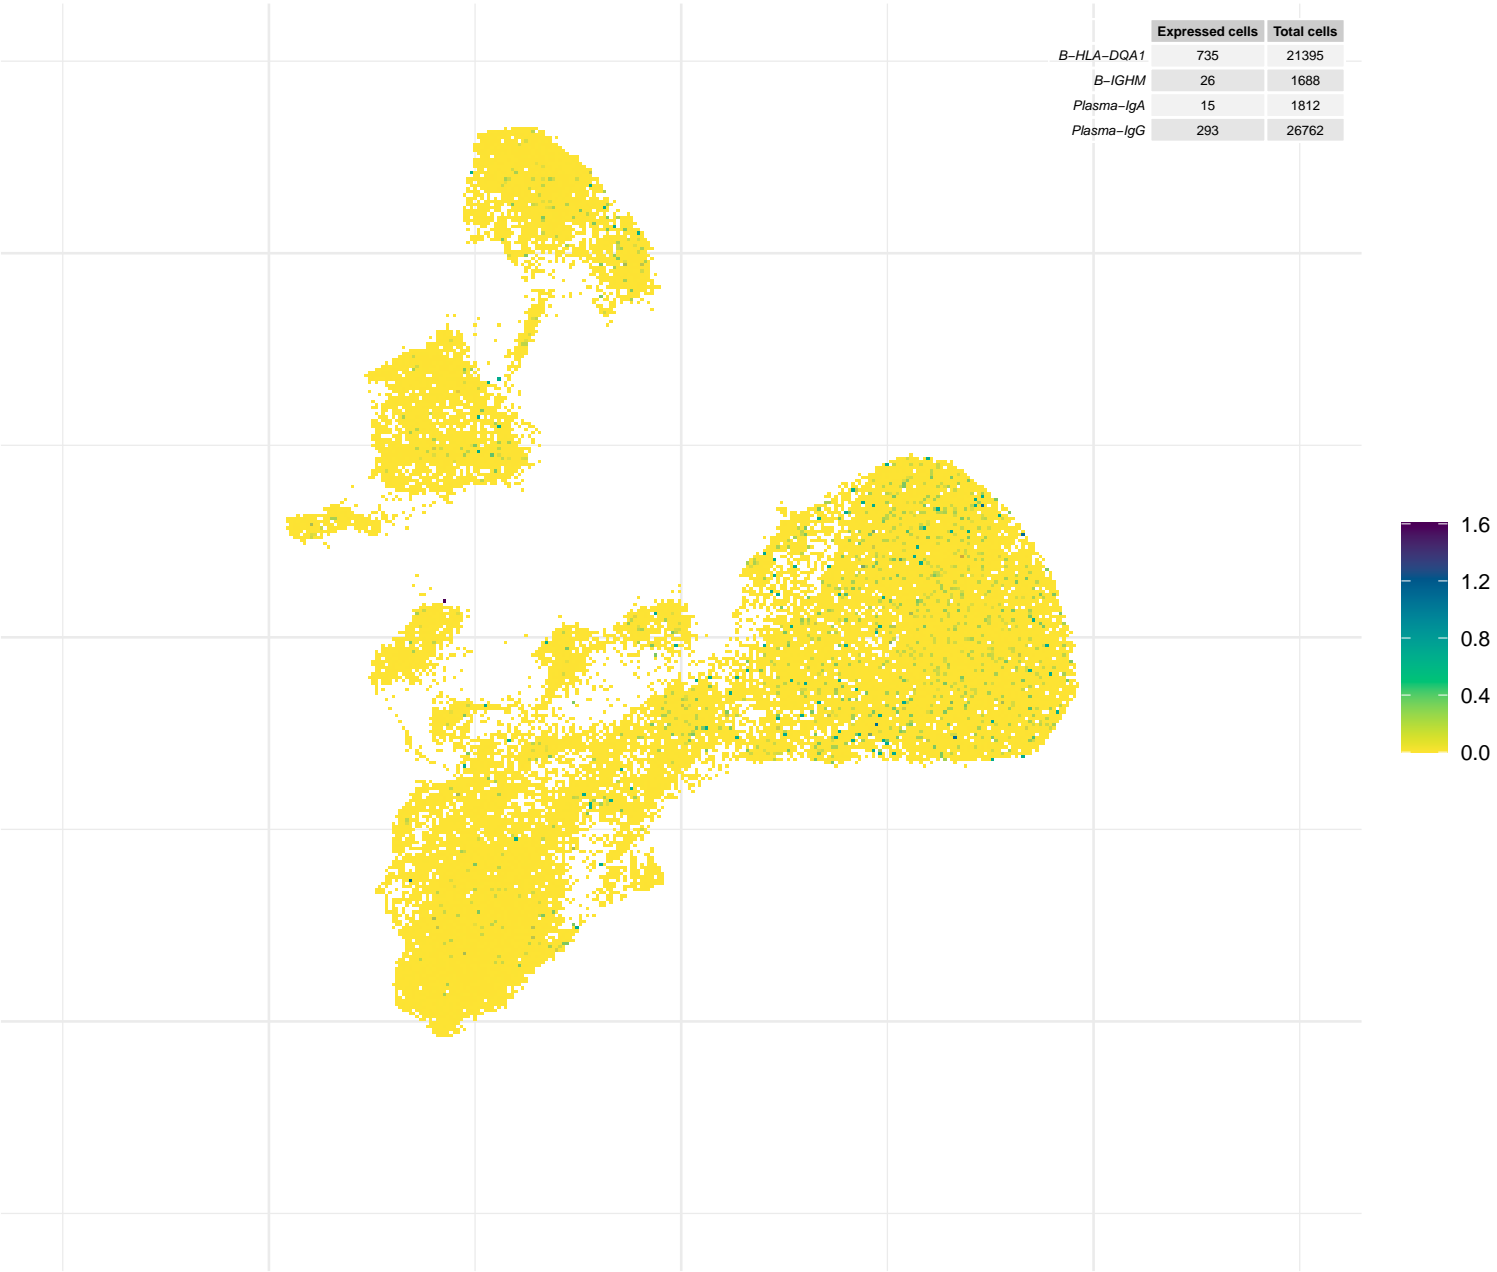 Expressed cells Total cells
B−HLA−DQA1 735 21395
B−IGHM 26 1688
Plasma−IgA 15 1812
Plasma−IgG 293 26762
1.6
1.2
0.8
0.4
0.0